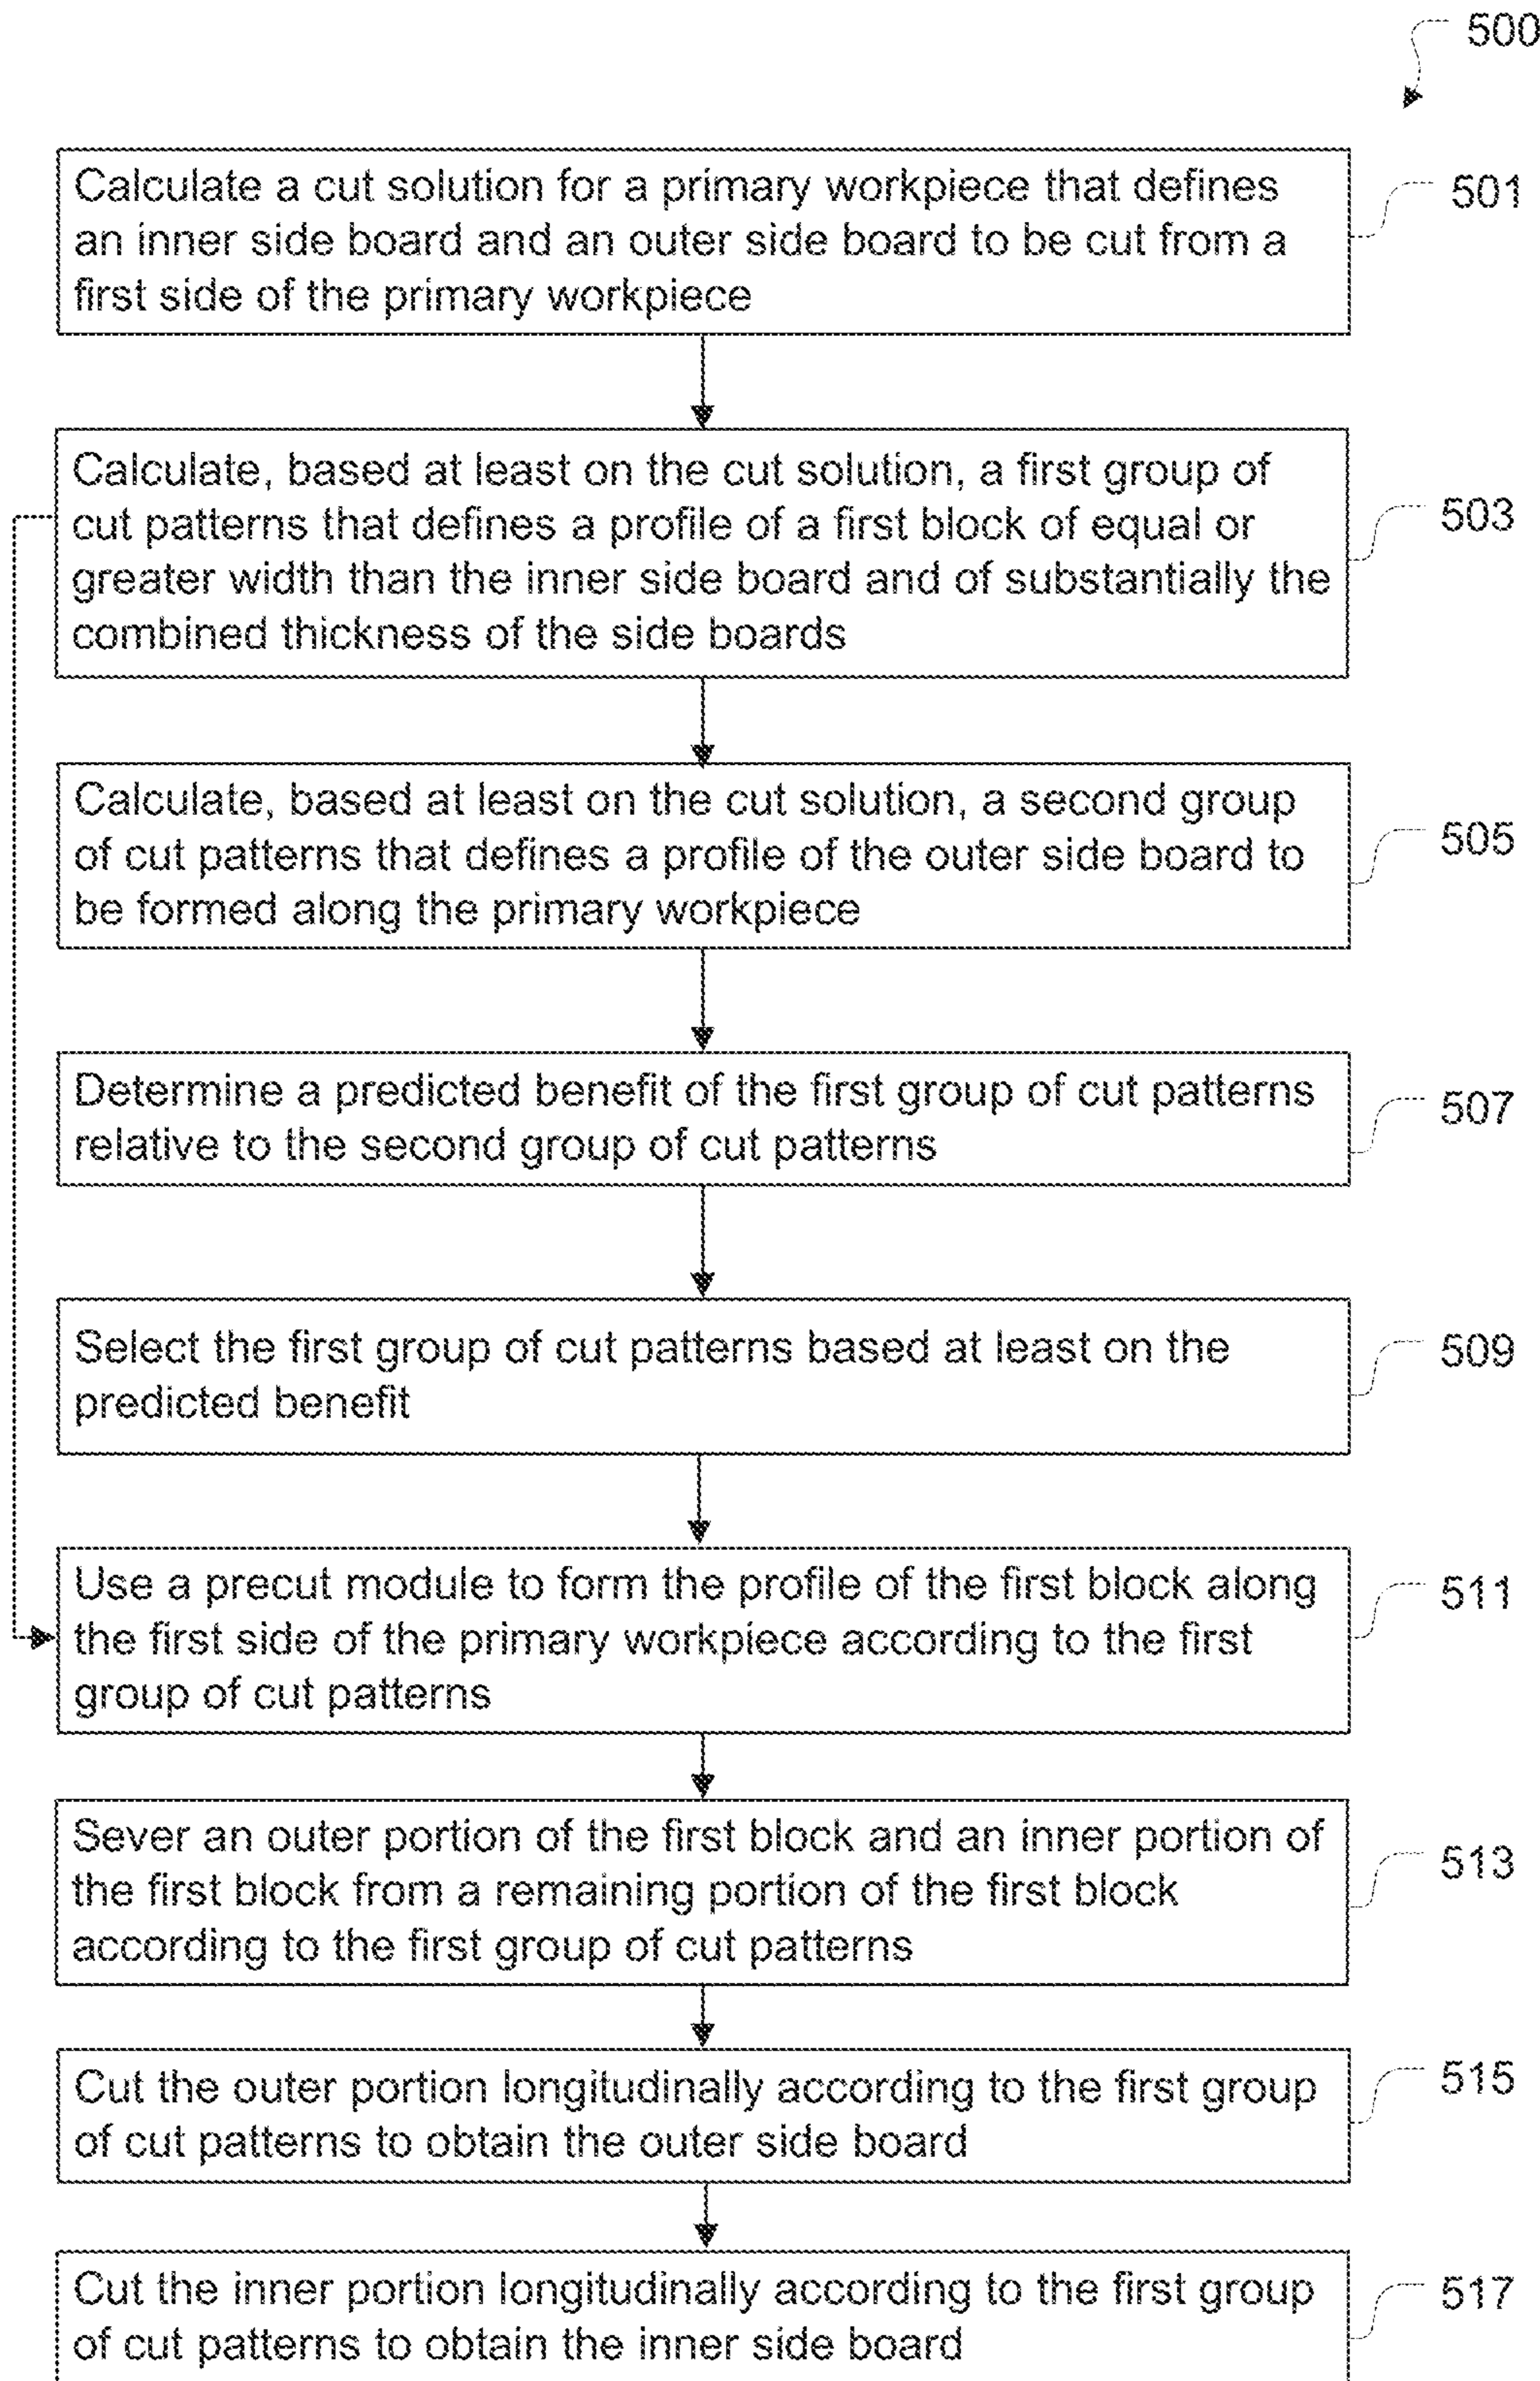 500
Calculate a cut solution for a primary workpiece that defines
an inner side board and an outer side board to be cut from a
first side of the primary workpiece
501
Calculate, based at least on the cut solution, a first group of
cut patterns that defines a profile of a first block of equal or
greater width than the inner side board and of substantially the
combined thickness of the side boards
503
Calculate, based at least on the cut solution, a second group
of cut patterns that defines a profile of the outer side board to
be formed along the primary workpiece
505
Determine a predicted benefit of the first group of cut patterns
relative to the second group of cut patterns
507
Select the first group of cut patterns based at least on the
predicted benefit
509
Use a precut module to form the profile of the first block along
the first side of the primary workpiece according to the first
group of cut patterns
511
Sever an outer portion of the first block and an inner portion of
the first block from a remaining portion of the first block
according to the first group of cut patterns
513
Cut the outer portion longitudinally according to the first group
of cut patterns to obtain the outer side board
515
Cut the inner portion longitudinally according to the first group
of cut patterns to obtain the inner side board
517